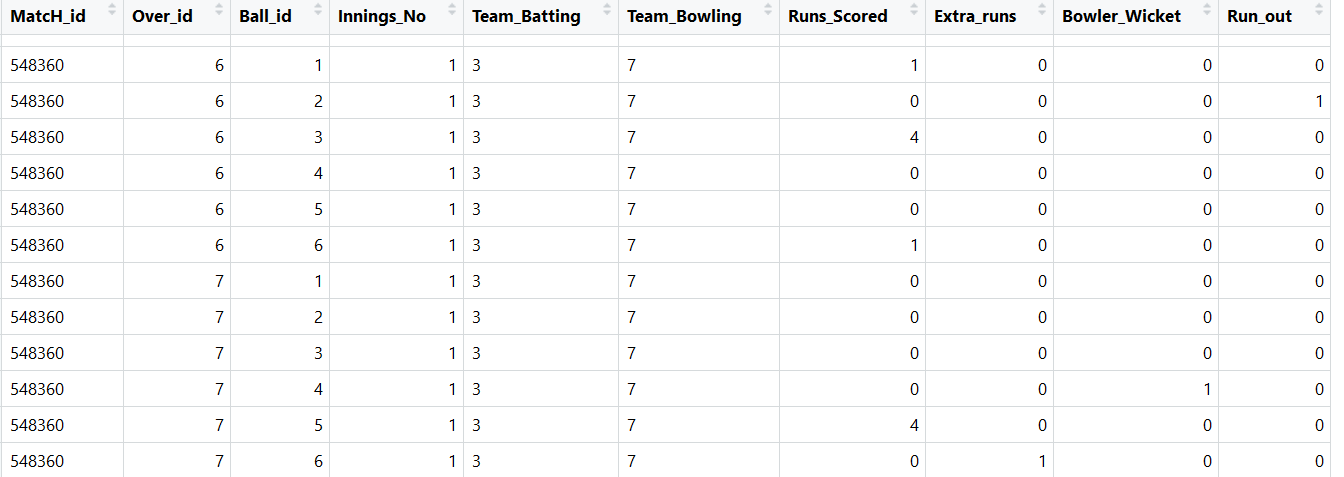 MatcH_id Over_id Ball_id Innings_No Team_Batting Team_Bowling Runs_Scored Extra_runs Bowler_Wicket Run_out
548360 6 1 1 3 7 1 0 0 0
548360 6 2 1 3 7 0 0 0 1
548360 6 3 1 3 7 4 0 0 0
548360 6 4 1 3 7 0 0 0 0
548360 6 5 1 3 7 0 0 0 0
548360 6 6 1 3 7 1 0 0 0
548360 7 1 1 3 7 0 0 0 0
548360 7 2 1 3 7 0 0 0 0
548360 7 3 1 3 7 0 0 0 0
548360 7 4 1 3 7 0 0 1 0
548360 7 5 1 3 7 4 0 0 0
548360 7 6 1 3 7 0 1 0 0